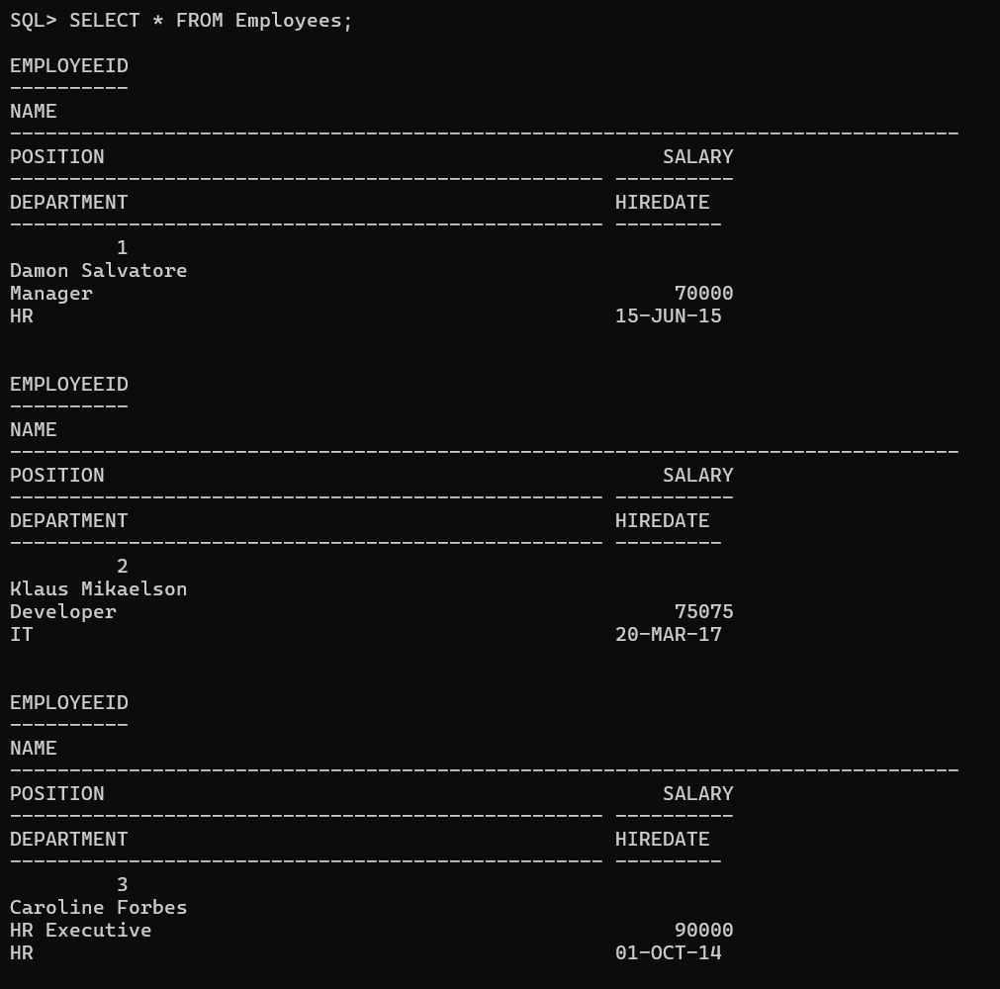 SQL> SELECT * FROM Employees;
EMPLOYEEID
----------
NAME
--------------------------------------------------------------------------------
POSITION                                               SALARY
-------------------------------------------------- ----------
DEPARTMENT                                         HIREDATE
-------------------------------------------------- ---------
         1
Damon Salvatore
Manager                                                 70000
HR                                                 15-JUN-15
EMPLOYEEID
----------
NAME
--------------------------------------------------------------------------------
POSITION                                               SALARY
-------------------------------------------------- ----------
DEPARTMENT                                         HIREDATE
-------------------------------------------------- ---------
         2
Klaus Mikaelson
Developer                                               75075
IT                                                 20-MAR-17
EMPLOYEEID
----------
NAME
--------------------------------------------------------------------------------
POSITION                                               SALARY
-------------------------------------------------- ----------
DEPARTMENT                                         HIREDATE
-------------------------------------------------- ---------
         3
Caroline Forbes
HR Executive                                            90000
HR                                                 01-OCT-14